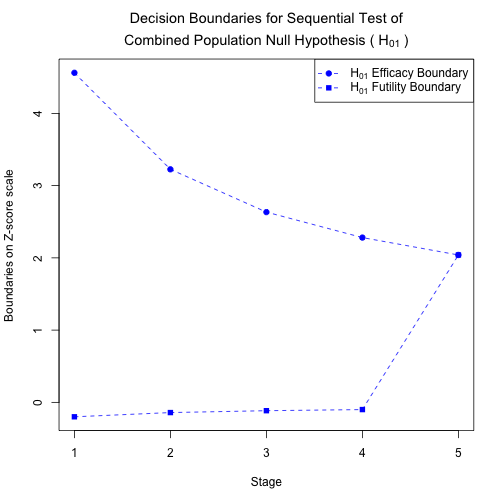 Decision Boundaries for Sequential Test of
Combined Population Null Hypothesis ( H₀₁ )
H₀₁ Efficacy Boundary
H₀₁ Futility Boundary
Boundaries on Z-score scale
4
3
2
1
0
1 2 3 4 5
Stage